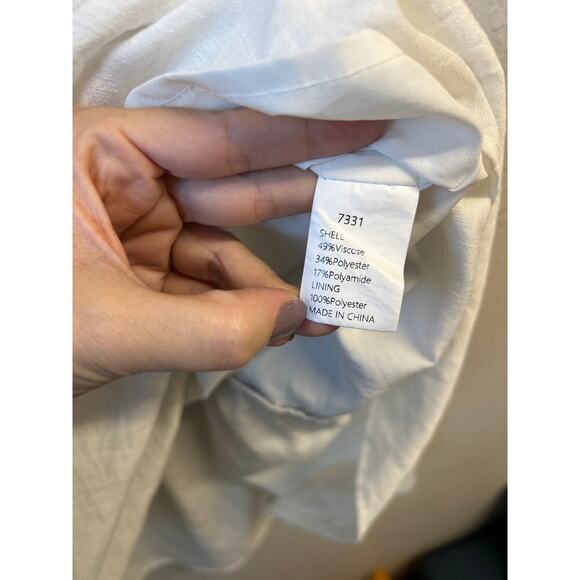 7331
SHELL
49%Viscose
34%Polyester
17%Polyamide
LINING
100%Polyester
MADE IN CHINA